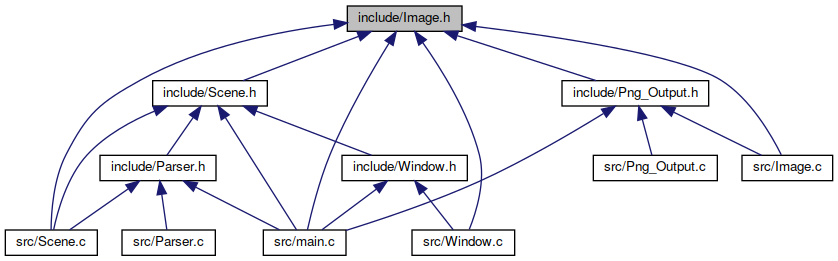 include/Image.h
include/Scene.h
include/Png_Output.h
include/Parser.h
include/Window.h
src/Png_Output.c
src/Image.c
src/Scene.c
src/Parser.c
src/main.c
src/Window.c